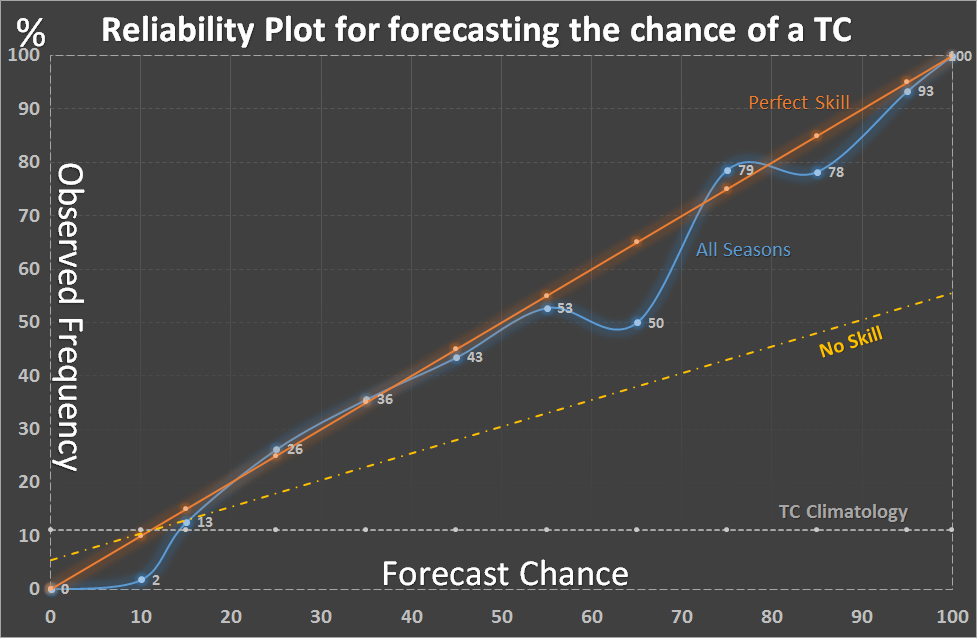 % Reliability Plot for forecasting the chance of a TC
100
90
80
70
60
50
40
30
20
10
0
Observed Frequency
Perfect Skill
All Seasons
No Skill
TC Climatology
0
2
13
26
36
43
53
50
79
78
93
100
Forecast Chance
0 10 20 30 40 50 60 70 80 90 100